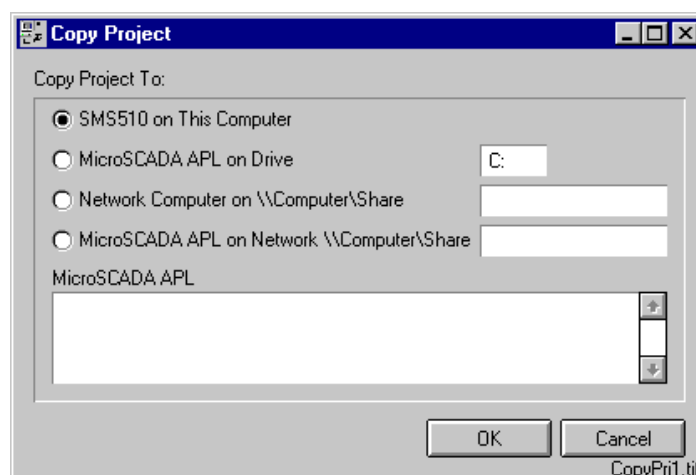 Copy Project
Copy Project To:
SMS510 on This Computer
MicroSCADA APL on Drive C:
Network Computer on \\Computer\Share
MicroSCADA APL on Network \\Computer\Share
MicroSCADA APL
OK Cancel